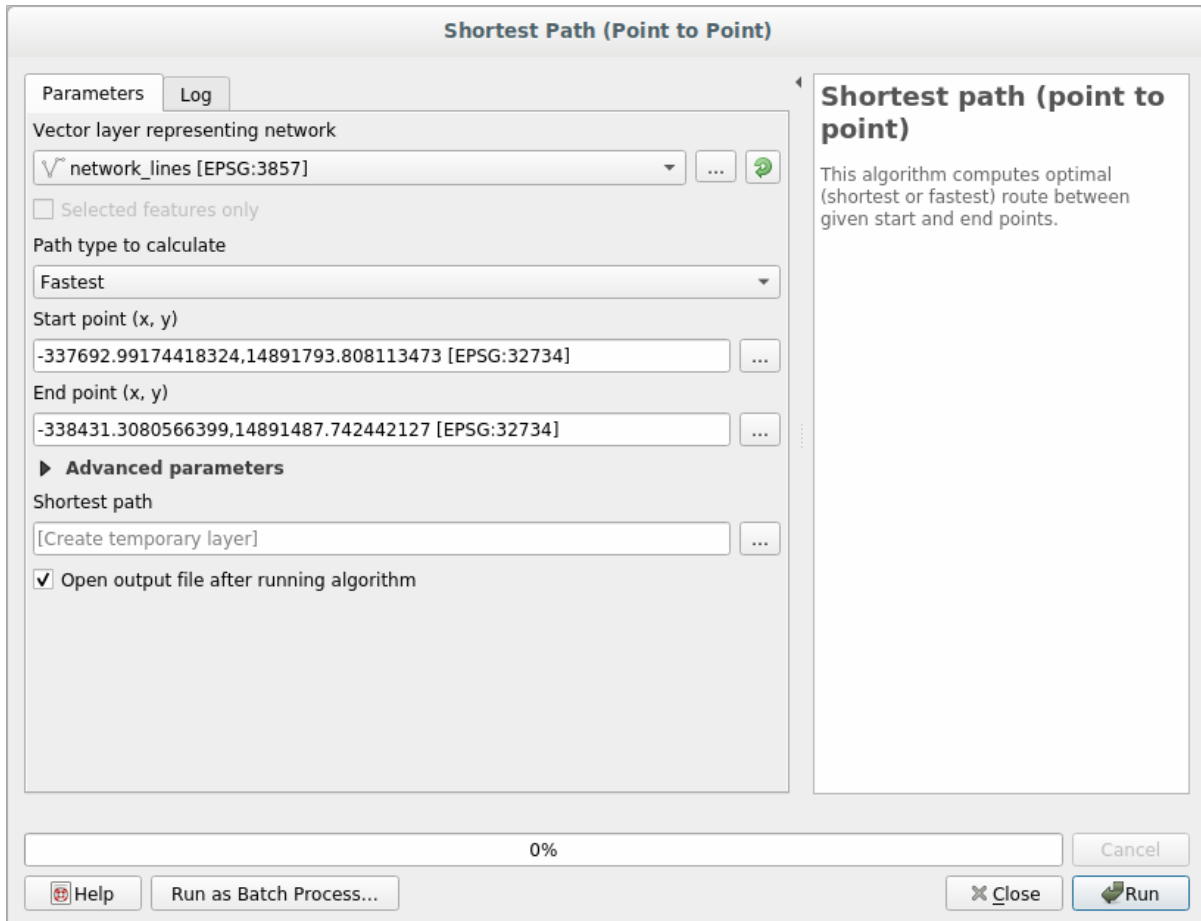 Shortest Path (Point to Point)
Parameters
Log
Vector layer representing network
network_lines [EPSG:3857]
...
Selected features only
Path type to calculate
Fastest
Start point (x, y)
-337692.99174418324,14891793.808113473 [EPSG:32734]
...
End point (x, y)
-338431.3080566399,14891487.742442127 [EPSG:32734]
...
Advanced parameters
Shortest path
[Create temporary layer]
...
Open output file after running algorithm
Shortest path (point to
point)
This algorithm computes optimal
(shortest or fastest) route between
given start and end points.
0%
Cancel
Help
Run as Batch Process...
Close
Run